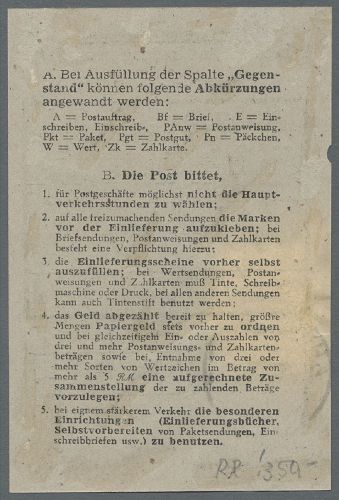 A. Bei Ausfüllung der Spalte „Gegen-
stand“ können folgende Abkürzungen
angewandt werden:
A = Postauftrag, Bf = Brief, E = Ein-
schreiben, Einschreib-, PAnw = Postanweisung,
Pkt = Paket, Pgt = Postgut, Pn = Päckchen,
W = Wert, Zk = Zahlkarte.
B. Die Post bittet,
1. für Postgeschäfte möglichst nicht die Haupt-
verkehrsstunden zu wählen;
2. auf alle freizumachenden Sendungen die Marken
vor der Einlieferung aufzukleben; bei
Briefsendungen, Postanweisungen und Zahlkarten
besteht eine Verpflichtung hierzu;
3. die Einlieferungsscheine vorher selbst
auszufüllen; bei Wertsendungen, Postan-
weisungen und Zahlkarten muß Tinte, Schreib-
maschine oder Druck, bei allen anderen Sendungen
kann auch Tintenstift benutzt werden;
4. das Geld abgezählt bereit zu halten, größre
Mengen Papiergeld stets vorher zu ordnen
und bei gleichzeitigem Ein- oder Auszahlen von
drei und mehr Postanweisungs- und Zahlkarten-
beträgen sowie bei Entnahme von drei oder
mehr Sorten von Wertzeichen im Betrag von
mehr als 5 RM eine aufgerechnete Zu-
sammenstellung der zu zahlenden Beträge
vorzulegen;
5. bei eignem stärkerem Verkehr die besonderen
Einrichtungen (Einlieferungsbücher,
Selbstvorbereiten von Paketsendungen, Ein-
schreibbriefen usw.) zu benutzen.
350,-